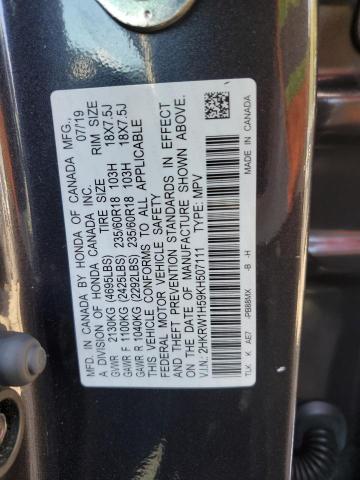 MFD. IN CANADA BY HONDA OF CANADA MFG., 07/19
A DIVISION OF HONDA CANADA INC.
TIRE SIZE RIM SIZE
GVWR 2130KG (4695LBS)
GAWR F 1100KG (2425LBS) 235/60R18 103H 18X7.5J
GAWR R 1040KG (2292LBS) 235/60R18 103H 18X7.5J
THIS VEHICLE CONFORMS TO ALL APPLICABLE
FEDERAL MOTOR VEHICLE SAFETY
AND THEFT PREVENTION STANDARDS IN EFFECT
ON THE DATE OF MANUFACTURE SHOWN ABOVE.
V.I.N.: 2HKRW1H59KH507111 TYPE: MPV
TLX K AE7 -PB88MX -B -H
MADE IN CANADA